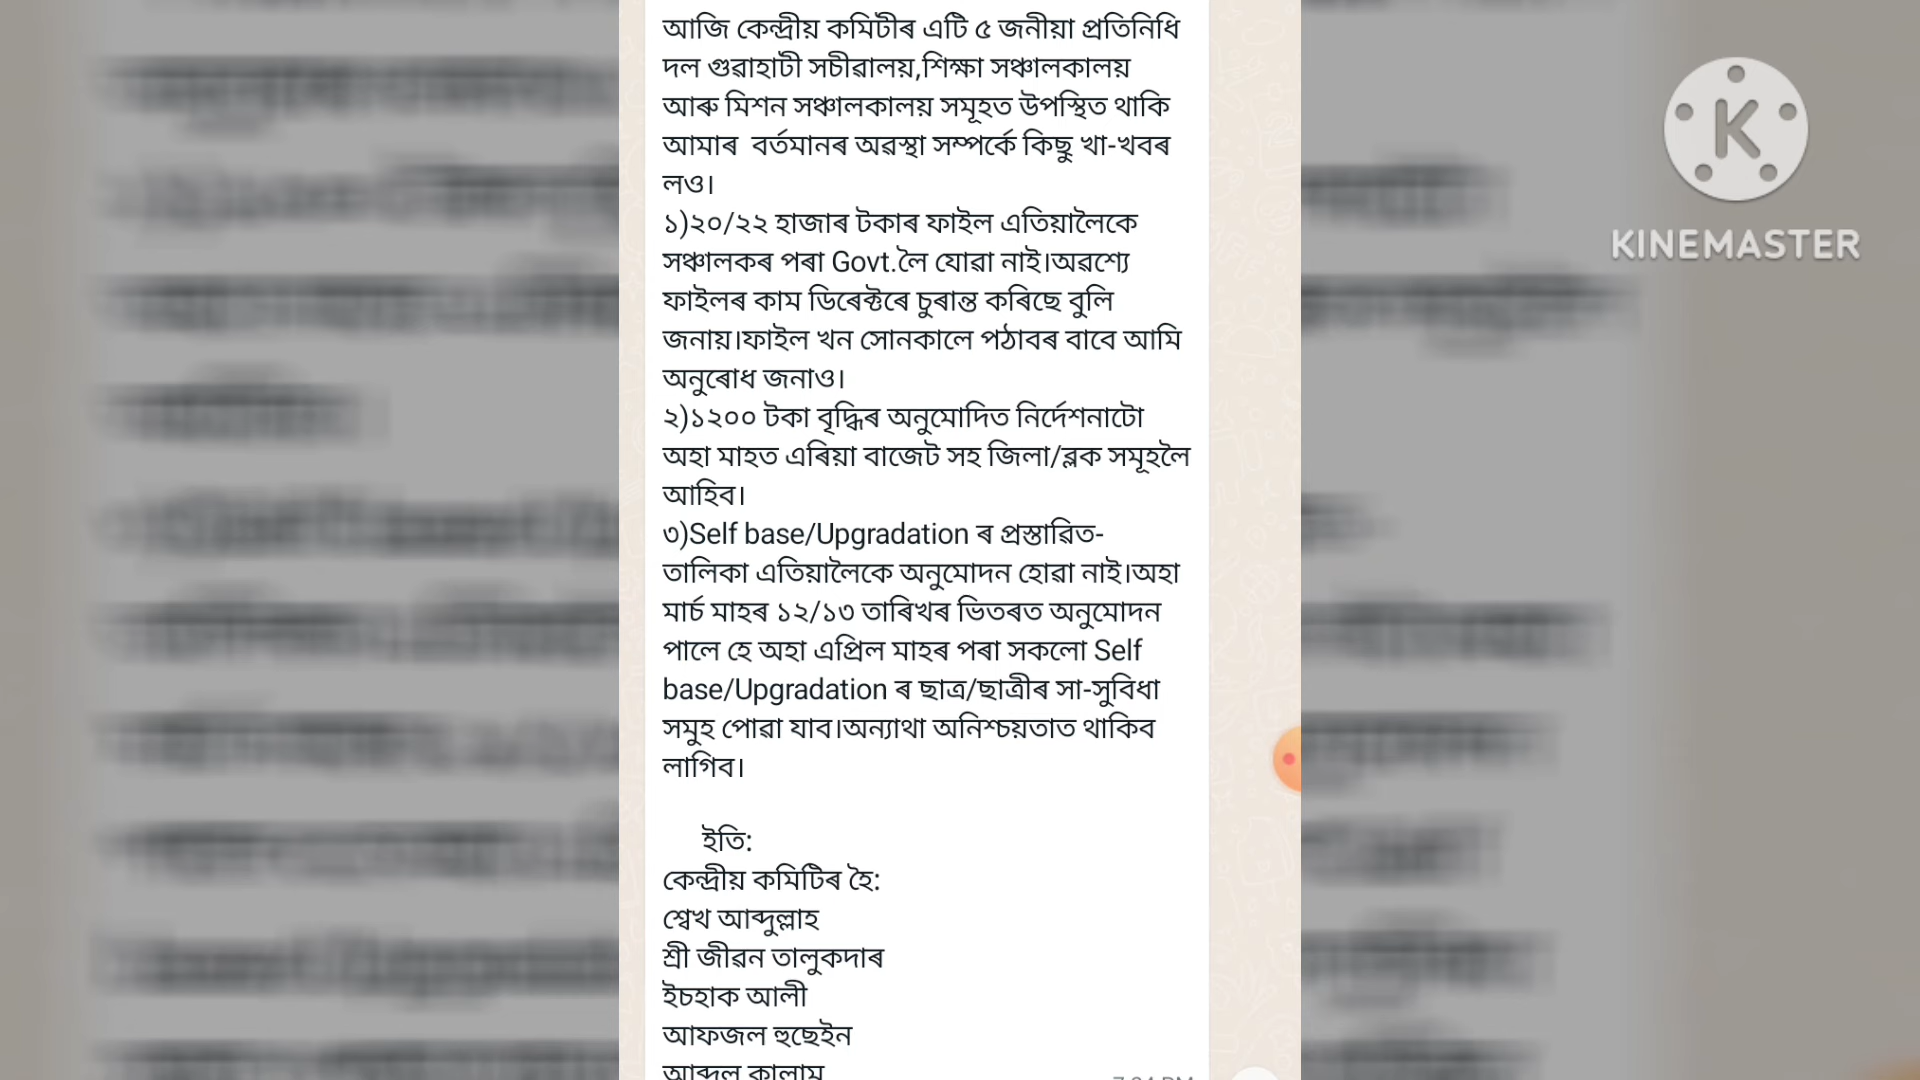 আজি কেন্দ্ৰীয় কমিটীৰ এটি ৫ জনীয়া প্ৰতিনিধি
দল গুৱাহাটী সচীৱালয়,শিক্ষা সঞ্চালকালয়
আৰু মিশন সঞ্চালকালয় সমূহত উপস্থিত থাকি
আমাৰ  বৰ্তমানৰ অৱস্থা সম্পৰ্কে কিছু খা-খবৰ
লও।
১)২০/২২ হাজাৰ টকাৰ ফাইল এতিয়ালৈকে
সঞ্চালকৰ পৰা Govt.লৈ যোৱা নাই।অৱশ্যে
ফাইলৰ কাম ডিৰেক্টৰে চুৰান্ত কৰিছে বুলি
জনায়।ফাইল খন সোনকালে পঠাবৰ বাবে আমি
অনুৰোধ জনাও।
২)১২০০ টকা বৃদ্ধিৰ অনুমোদিত নিৰ্দেশনাটো
অহা মাহত এৰিয়া বাজেট সহ জিলা/ব্লক সমূহলৈ
আহিব।
৩)Self base/Upgradation ৰ প্ৰস্তাৱিত-
তালিকা এতিয়ালৈকে অনুমোদন হোৱা নাই।অহা
মাৰ্চ মাহৰ ১২/১৩ তাৰিখৰ ভিতৰত অনুমোদন
পালে হে অহা এপ্ৰিল মাহৰ পৰা সকলো Self
base/Upgradation ৰ ছাত্ৰ/ছাত্ৰীৰ সা-সুবিধা
সমুহ পোৱা যাব।অন্যাথা অনিশ্চয়তাত থাকিব
লাগিব।
ইতি:
কেন্দ্ৰীয় কমিটিৰ হৈ:
শ্বেখ আব্দুল্লাহ
শ্ৰী জীৱন তালুকদাৰ
ইচহাক আলী
আফজল হুছেইন
আব্দুল কালাম
K
KINEMASTER